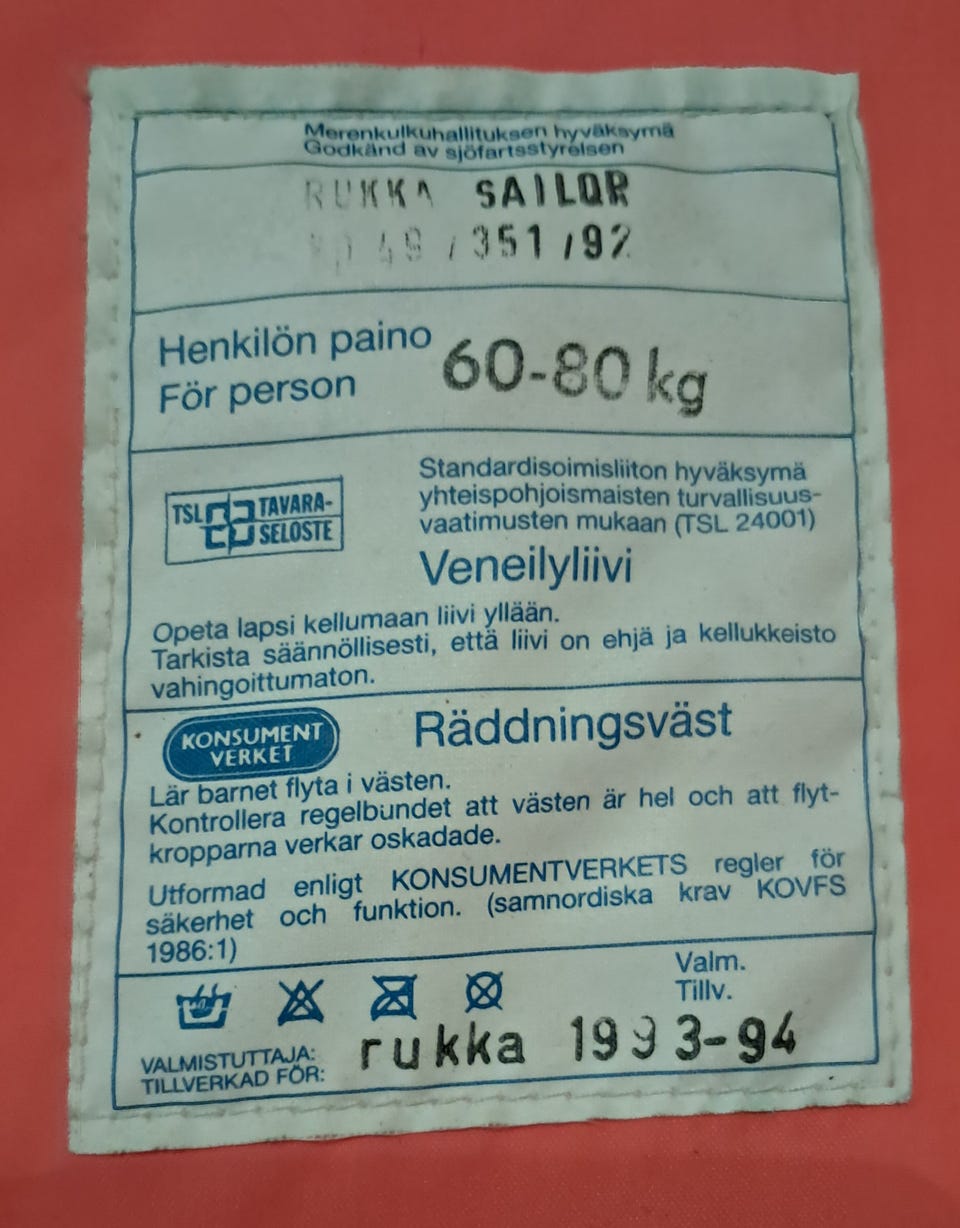 Merenkulkuhallituksen hyväksymä
Godkänd av sjöfartsstyrelsen
RUKKA SAILOR
49 / 351 / 92
Henkilön paino
För person
60-80 kg
TSL TAVARA-
SELOSTE
Standardisoimisliiton hyväksymä
yhteispohjoismaisten turvallisuus-
vaatimusten mukaan (TSL 24001)
Veneilyliivi
Opeta lapsi kellumaan liivi yllään.
Tarkista säännöllisesti, että liivi on ehjä ja kellukkeisto
vahingoittumaton.
KONSUMENT
VERKET
Räddningsväst
Lär barnet flyta i västen.
Kontrollera regelbundet att västen är hel och att flyt-
kropparna verkar oskadade.
Utformad enligt KONSUMENTVERKETS regler för
säkerhet och funktion. (samnordiska krav KOVFS
1986:1)
Valm.
Tillv.
VALMISTUTTAJA:
TILLVERKAD FÖR:
rukka 1993-94